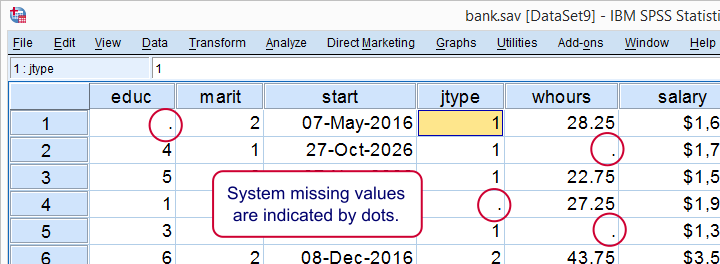 bank.sav [DataSet9] - IBM SPSS Statisti
File Edit View Data Transform Analyze Direct Marketing Graphs Utilities Add-ons Window Help
1 : jtype 1
educ marit start jtype whours salary
1 . 2 07-May-2016 1 28.25 $1,6
2 4 1 27-Oct-2026 1 . $1,7
3 5 1 22.75 $1,5
System missing values
4 1 . 27.25 $1,9
are indicated by dots.
5 3 1 . $1,3
6 6 2 08-Dec-2016 2 43.75 $3,5